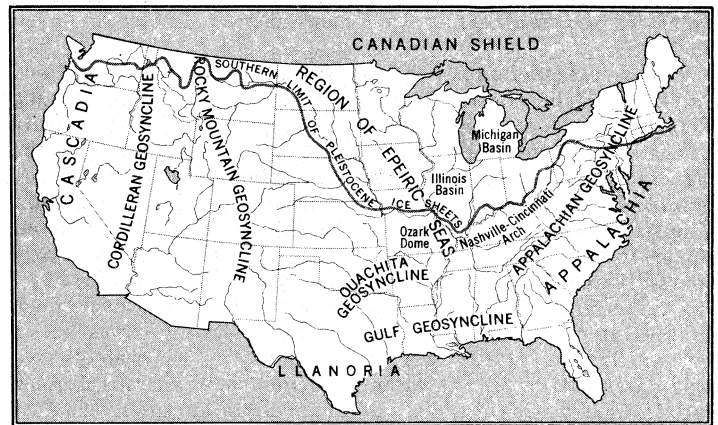 CANADIAN SHIELD
SOUTHERN LIMIT OF PLEISTOCENE ICE SHEETS
REGION OF EPEIRIC SEAS
CASCADIA
CORDILLERAN GEOSYNCLINE
ROCKY MOUNTAIN GEOSYNCLINE
Michigan
Basin
Illinois
Basin
Ozark
Dome
Nashville-Cincinnati
Arch
APPALACHIAN GEOSYNCLINE
APPALACHIA
OUACHITA
GEOSYNCLINE
GULF GEOSYNCLINE
LLANORIA